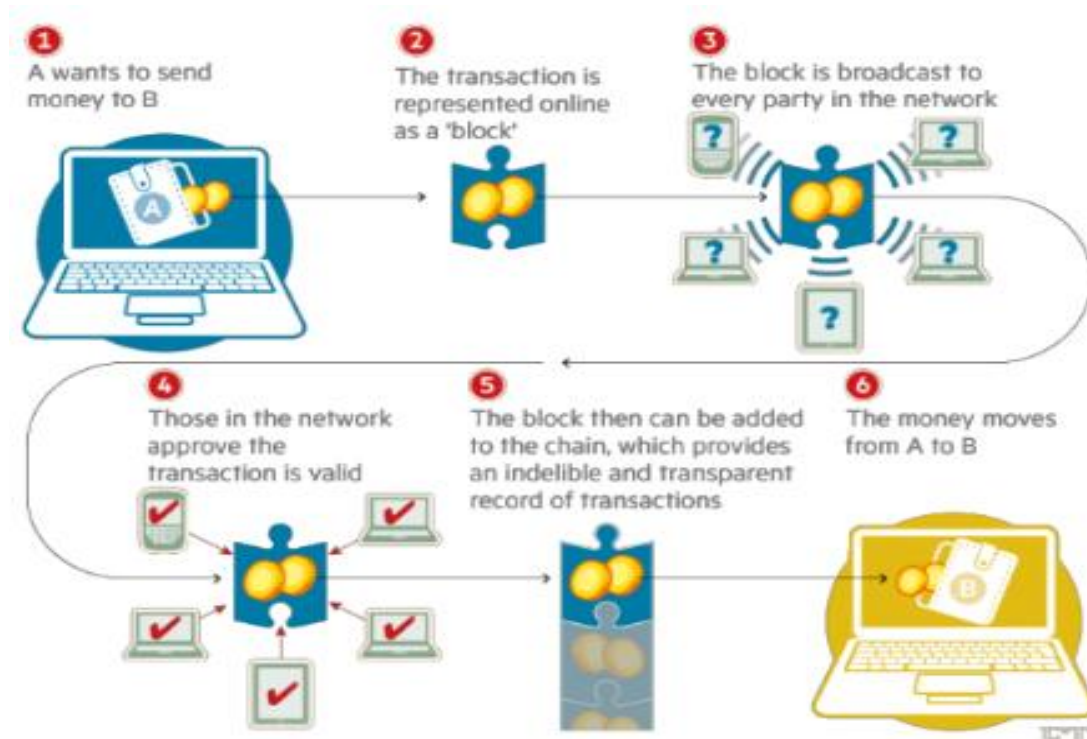 1
A wants to send
money to B
2
The transaction is
represented online
as a 'block'
3
The block is broadcast to
every party in the network
?
?
?
?
?
A
4
Those in the network
approve the
transaction is valid
5
The block then can be added
to the chain, which provides
an indelible and transparent
record of transactions
6
The money moves
from A to B
B